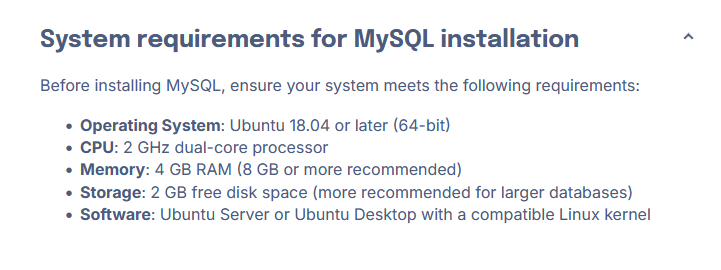 System requirements for MySQL installation
Before installing MySQL, ensure your system meets the following requirements:
• Operating System: Ubuntu 18.04 or later (64-bit)
• CPU: 2 GHz dual-core processor
• Memory: 4 GB RAM (8 GB or more recommended)
• Storage: 2 GB free disk space (more recommended for larger databases)
• Software: Ubuntu Server or Ubuntu Desktop with a compatible Linux kernel